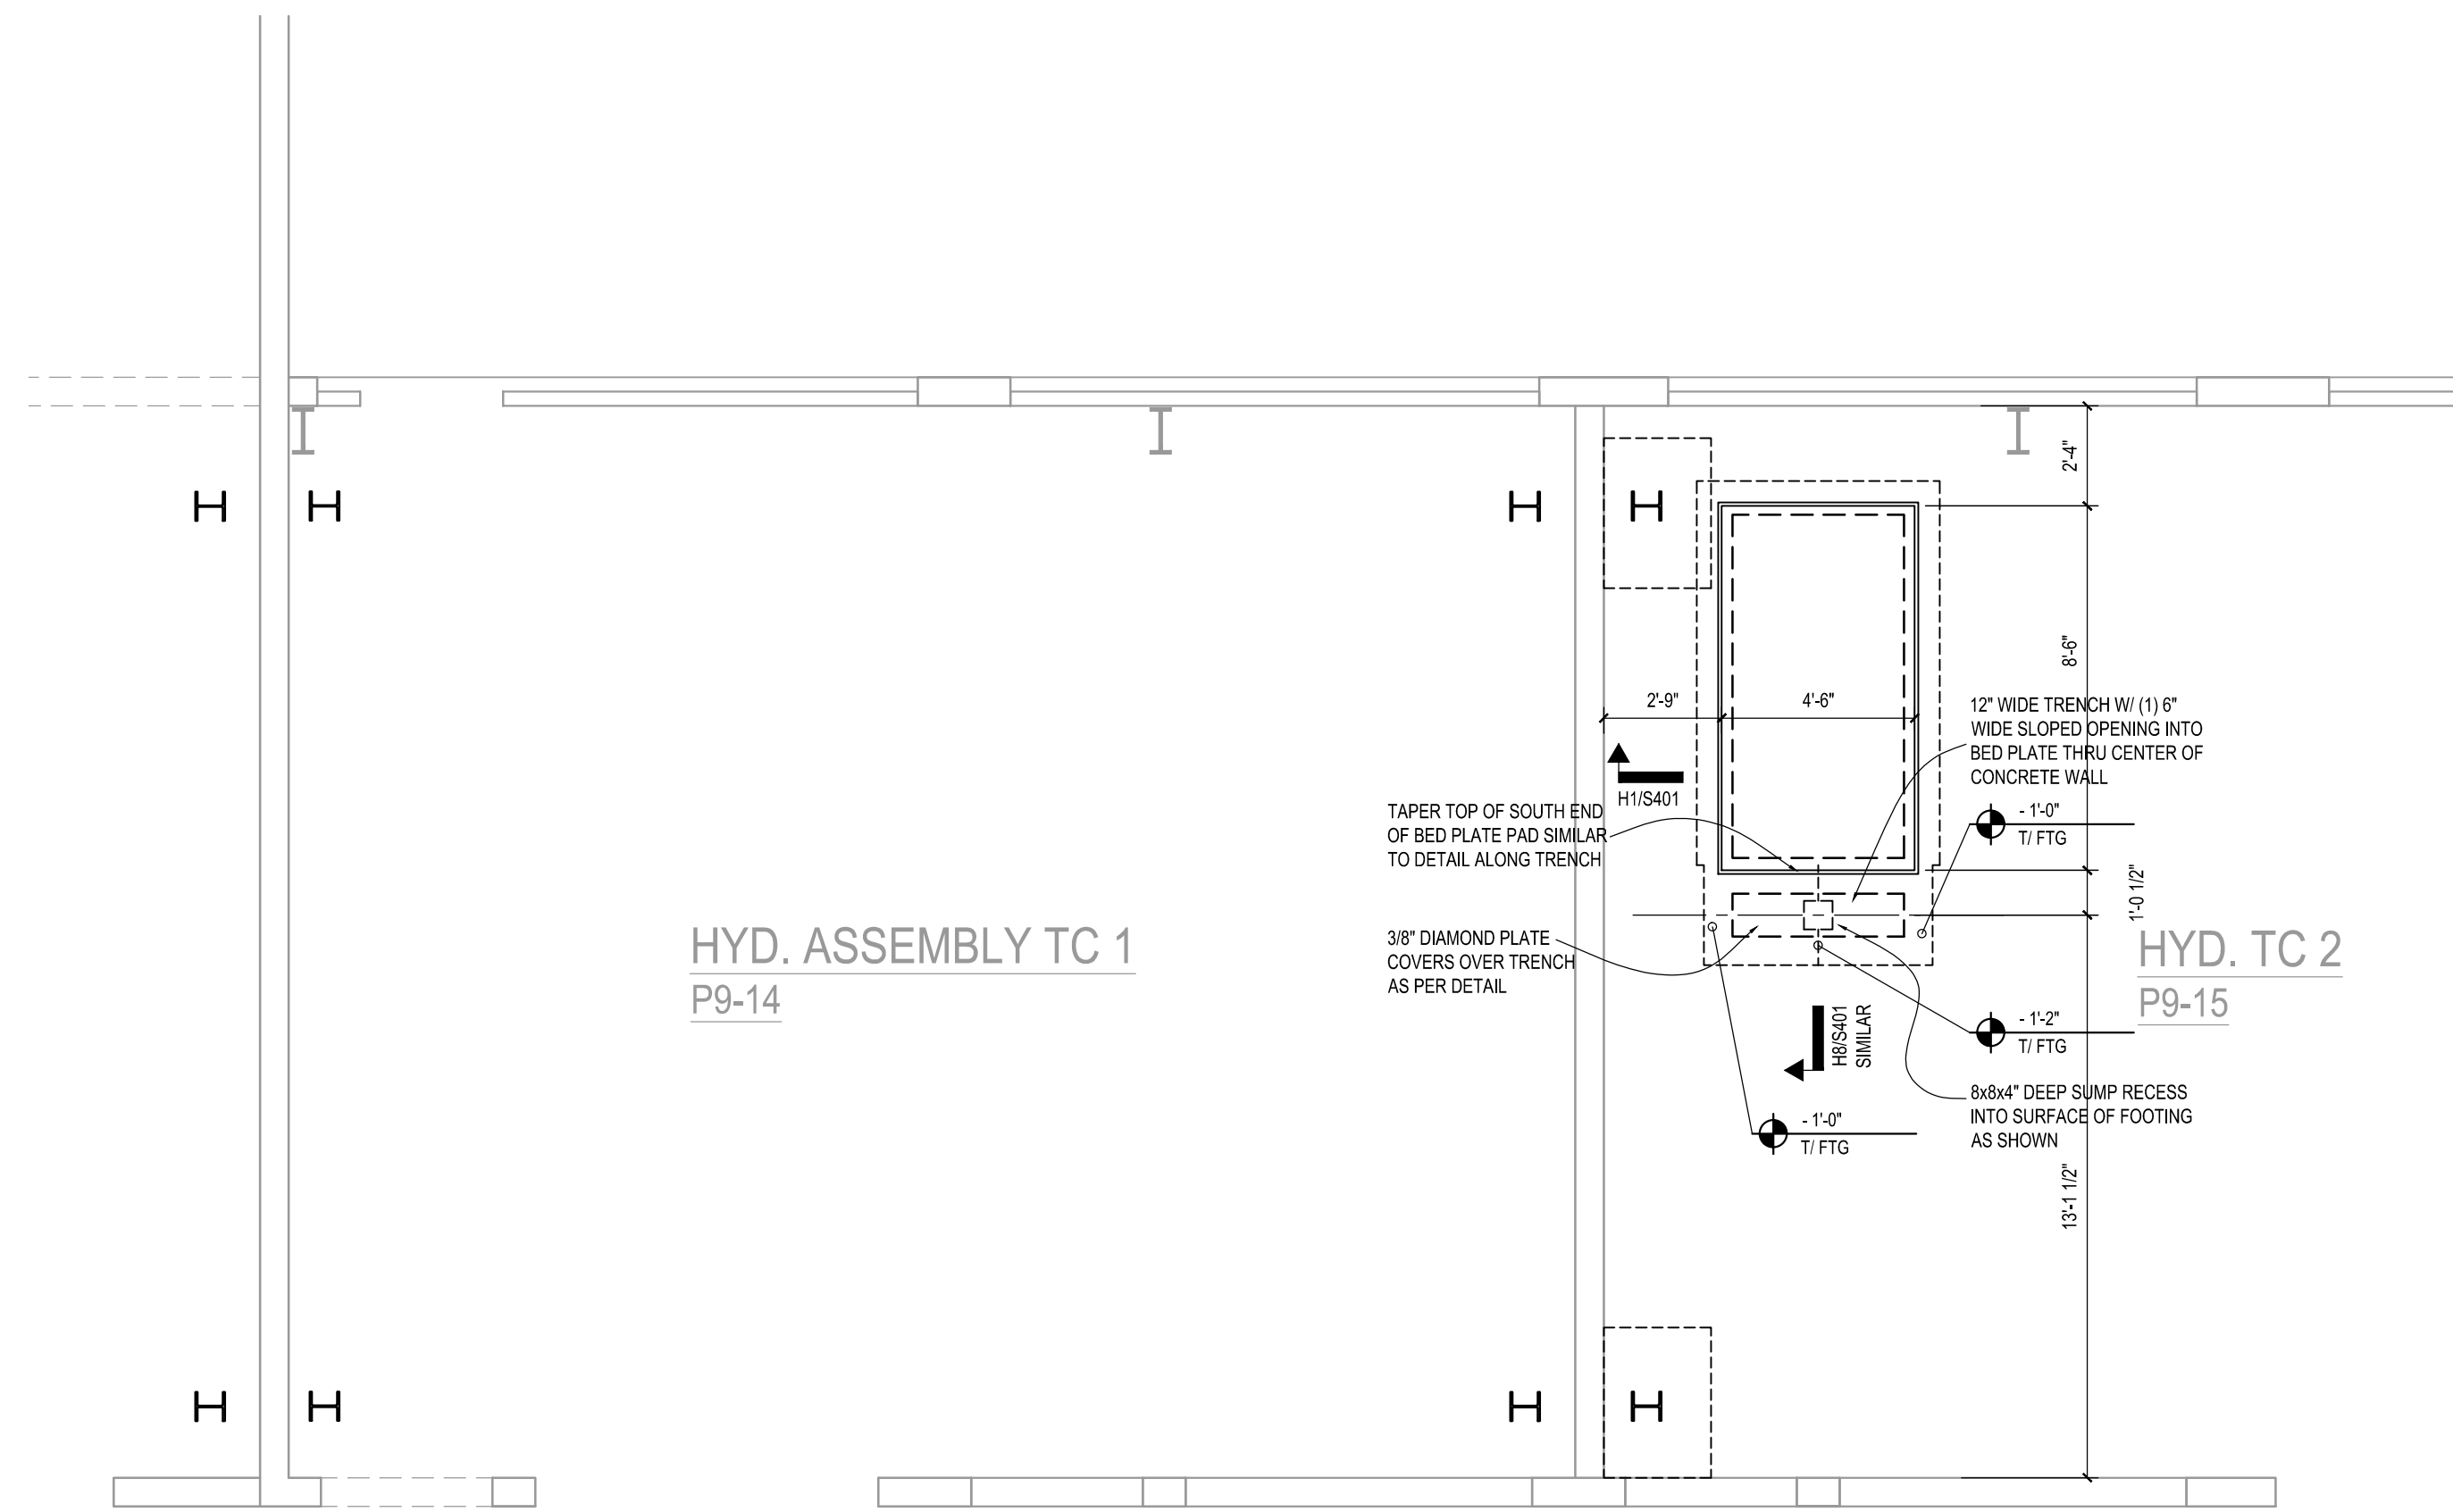 2'-4"
8'-6"
2'-9"
4'-6"
12" WIDE TRENCH W/ (1) 6"
WIDE SLOPED OPENING INTO
BED PLATE THRU CENTER OF
CONCRETE WALL
H1/S401
TAPER TOP OF SOUTH END
OF BED PLATE PAD SIMILAR
TO DETAIL ALONG TRENCH
- 1'-0"
T/ FTG
1'-0 1/2"
HYD. ASSEMBLY TC 1
P9-14
3/8" DIAMOND PLATE
COVERS OVER TRENCH
AS PER DETAIL
HYD. TC 2
P9-15
H8/S401
SIMILAR
- 1'-2"
T/ FTG
8x8x4" DEEP SUMP RECESS
INTO SURFACE OF FOOTING
AS SHOWN
- 1'-0"
T/ FTG
13'-1 1/2"